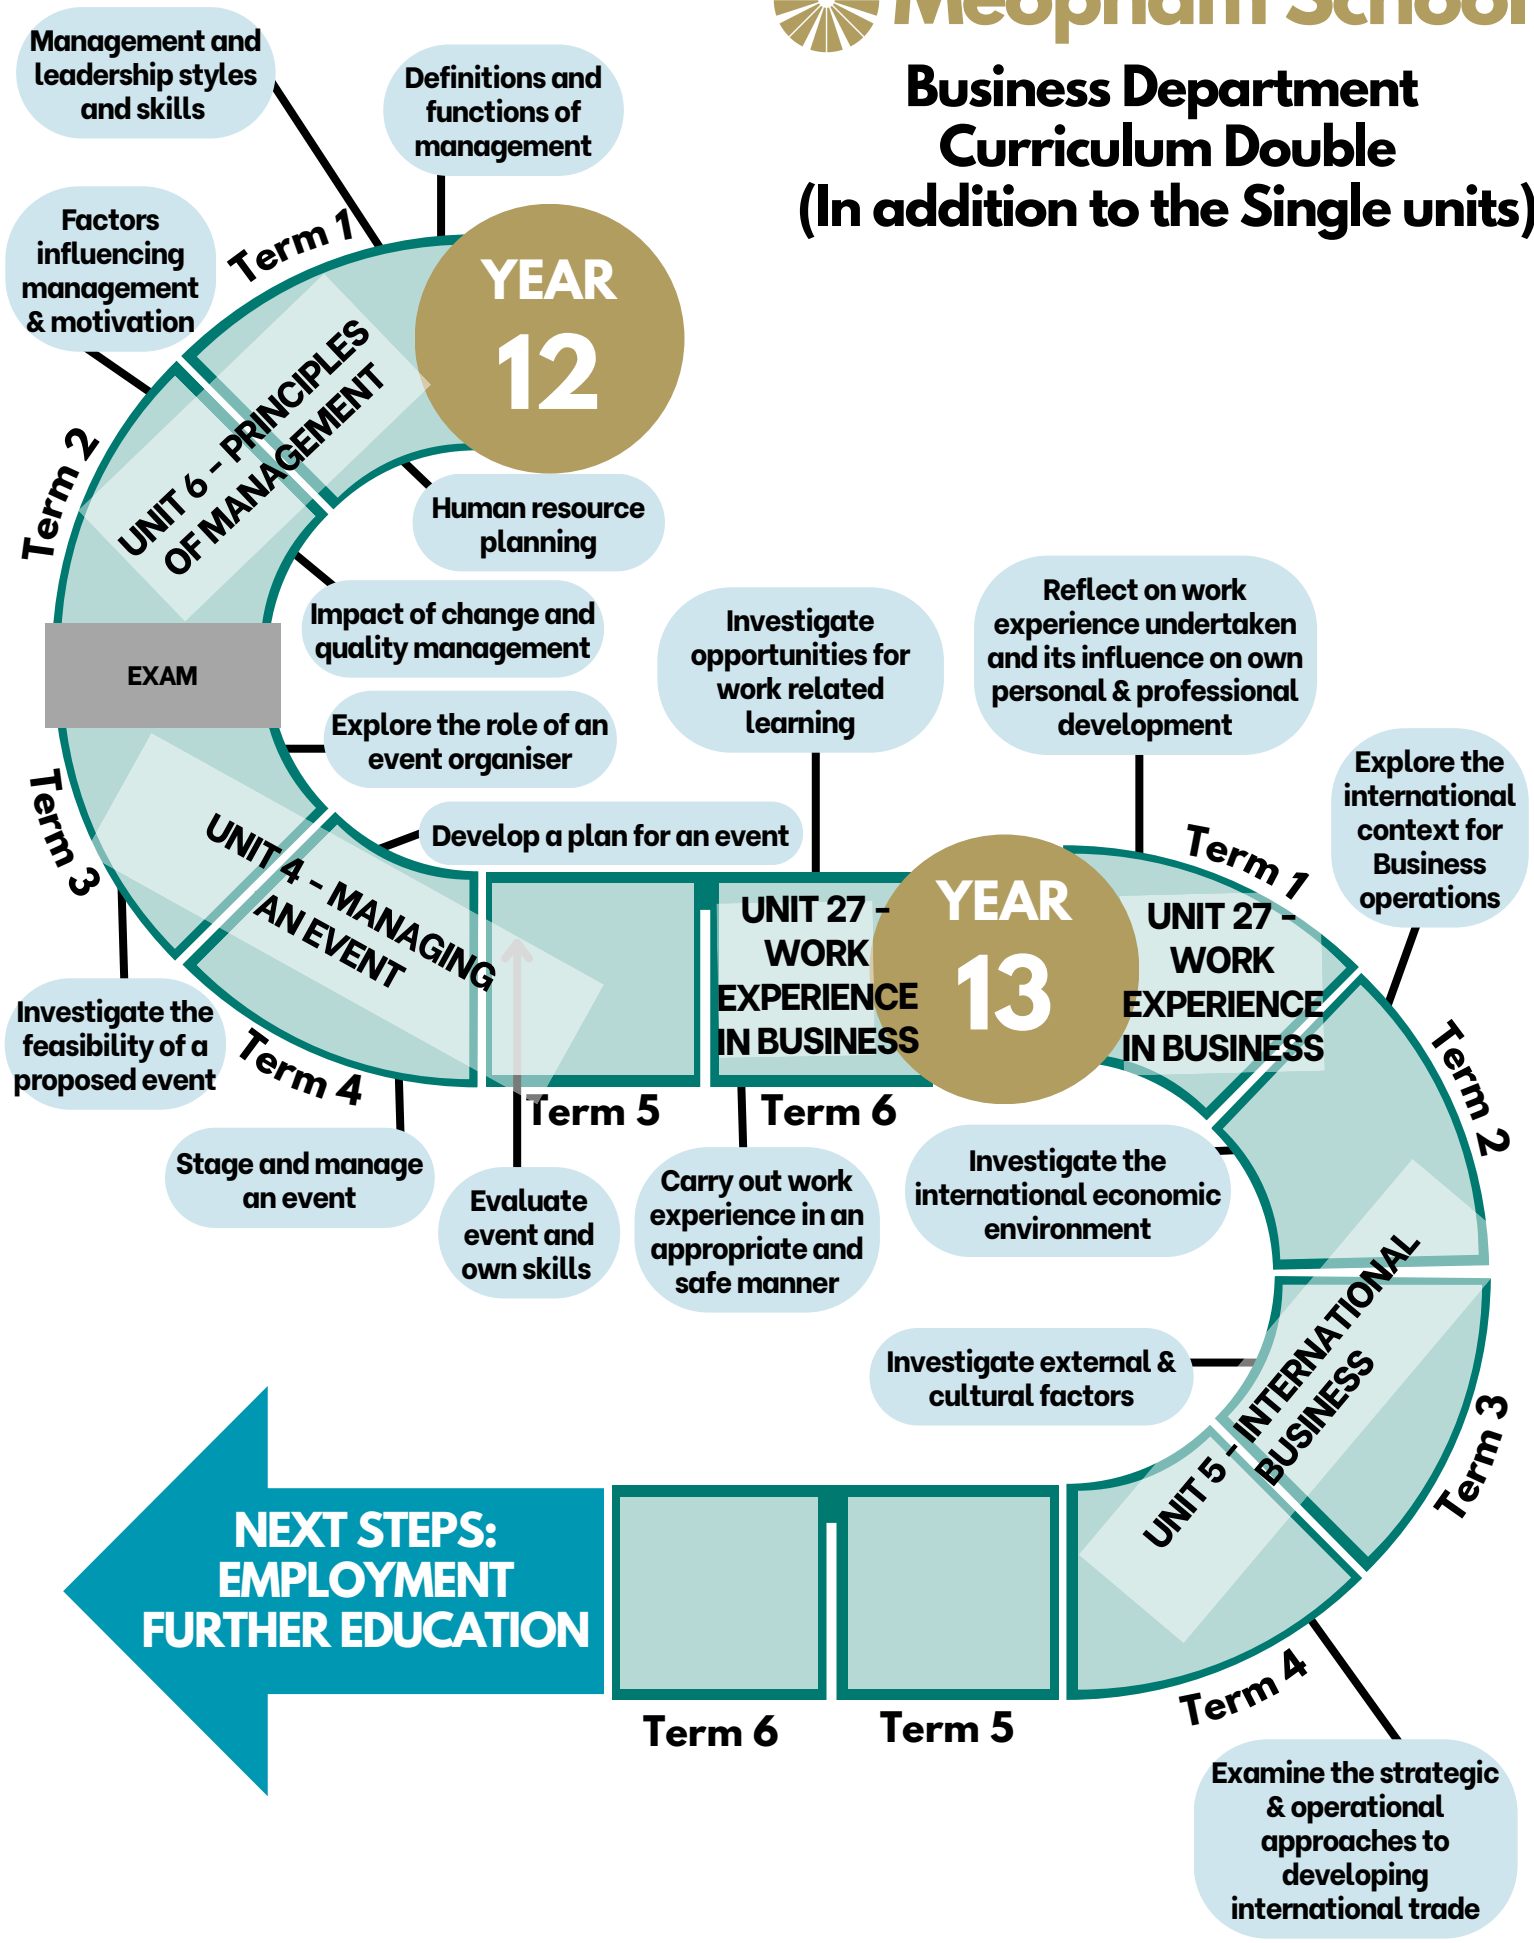 Meopham School
Business Department
Curriculum Double
(In addition to the Single units)
Management and
leadership styles
and skills
Definitions and
functions of
management
Factors
influencing
management
& motivation
Term 1
YEAR
12
UNIT 6 - PRINCIPLES
OF MANAGEMENT
Term 2
Human resource
planning
Impact of change and
quality management
EXAM
Explore the role of an
event organiser
Develop a plan for an event
Term 3
UNIT 4 - MANAGING
AN EVENT
Investigate the
feasibility of a
proposed event
Term 4
Stage and manage
an event
Evaluate
event and
own skills
Term 5
Investigate
opportunities for
work related
learning
UNIT 27 -
WORK
EXPERIENCE
IN BUSINESS
Term 6
Carry out work
experience in an
appropriate and
safe manner
YEAR
13
Reflect on work
experience undertaken
and its influence on own
personal & professional
development
Term 1
UNIT 27 -
WORK
EXPERIENCE
IN BUSINESS
Explore the
international
context for
Business
operations
Term 2
Investigate the
international economic
environment
Investigate external &
cultural factors
UNIT 5 - INTERNATIONAL
BUSINESS
Term 3
Term 4
Examine the strategic
& operational
approaches to
developing
international trade
Term 5
Term 6
NEXT STEPS:
EMPLOYMENT
FURTHER EDUCATION